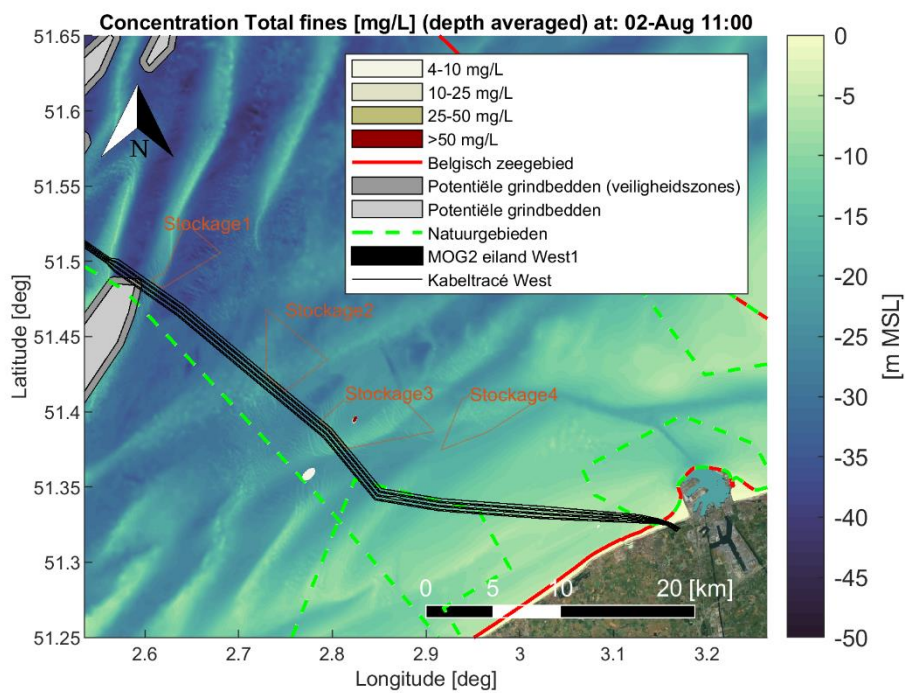 Concentration Total fines [mg/L] (depth averaged) at: 02-Aug 11:00
4-10 mg/L
10-25 mg/L
25-50 mg/L
>50 mg/L
Belgisch zeegebied
Potentiële grindbedden (veiligheidszones)
Potentiële grindbedden
Natuurgebieden
MOG2 eiland West1
Kabeltracé West
N
Stockage1
Stockage2
Stockage3
Stockage4
0 5 10 20 [km]
51.65
51.6
51.55
51.5
51.45
51.4
51.35
51.3
51.25
Latitude [deg]
2.6 2.7 2.8 2.9 3 3.1 3.2
Longitude [deg]
0
-5
-10
-15
-20
-25
-30
-35
-40
-45
-50
[m MSL]